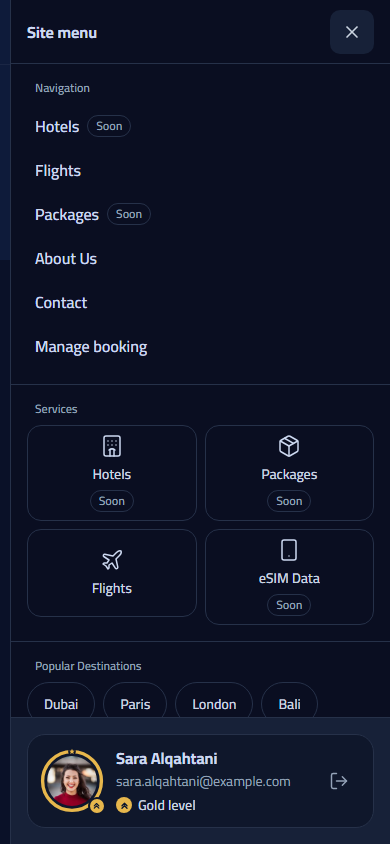 Site menu
Navigation
Hotels Soon
Flights
Packages Soon
About Us
Contact
Manage booking
Services
Hotels
Soon
Packages
Soon
Flights
eSIM Data
Soon
Popular Destinations
Dubai Paris London Bali
Sara Alqahtani
sara.alqahtani@example.com
Gold level